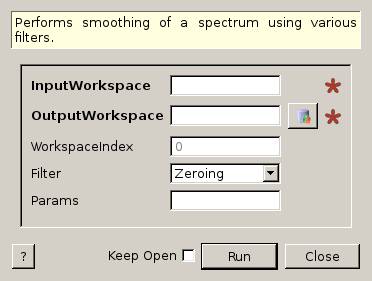 Performs smoothing of a spectrum using various
filters.
InputWorkspace
OutputWorkspace
WorkspaceIndex 0
Filter Zeroing
Params
? Keep Open Run Close